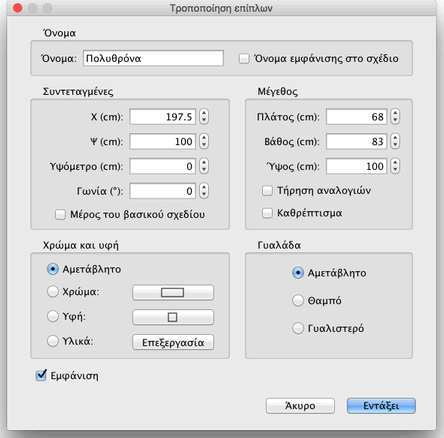 Τροποποίηση επίπλων
Όνομα
Όνομα: Πολυθρόνα Όνομα εμφάνισης στο σχέδιο
Συντεταγμένες
Χ (cm): 197.5
Ψ (cm): 100
Υψόμετρο (cm): 0
Γωνία (°): 0
Μέρος του βασικού σχεδίου
Μέγεθος
Πλάτος (cm): 68
Βάθος (cm): 83
Ύψος (cm): 100
Τήρηση αναλογιών
Καθρέπτισμα
Χρώμα και υφή
Αμετάβλητο
Χρώμα:
Υφή:
Υλικά: Επεξεργασία
Γυαλάδα
Αμετάβλητο
Θαμπό
Γυαλιστερό
Εμφάνιση
Άκυρο Εντάξει